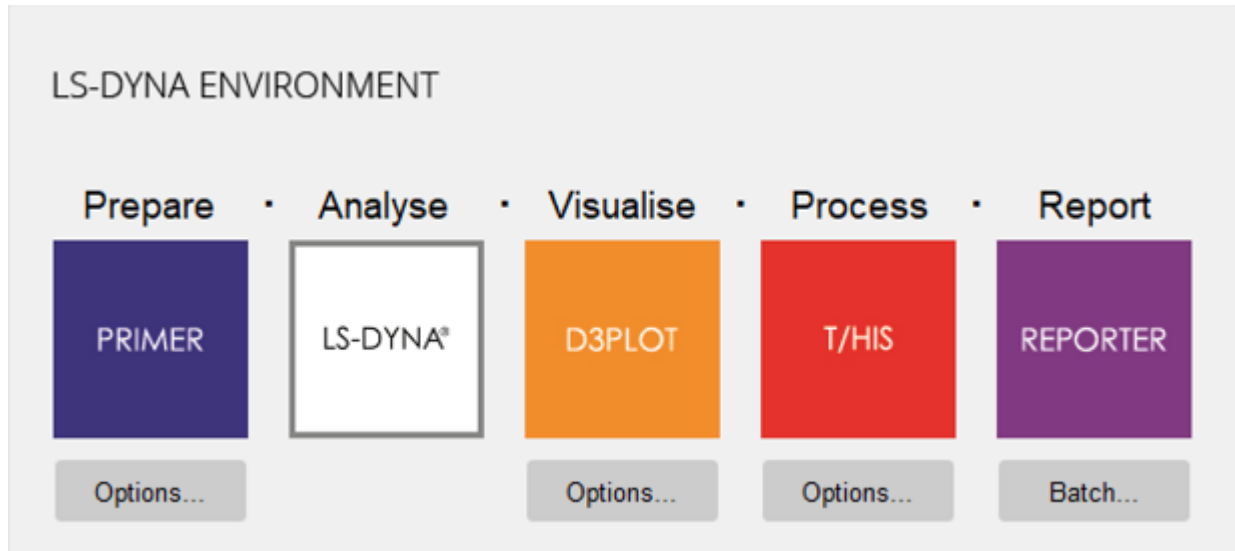 LS-DYNA ENVIRONMENT
Prepare · Analyse · Visualise · Process · Report
PRIMER LS-DYNA® D3PLOT T/HIS REPORTER
Options... Options... Options... Batch...